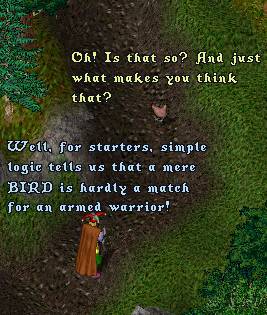 Oh! Is that so? And just
what makes you think
that?
Well, for starters, simple
logic tells us that a mere
BIRD is hardly a match
for an armed warrior!